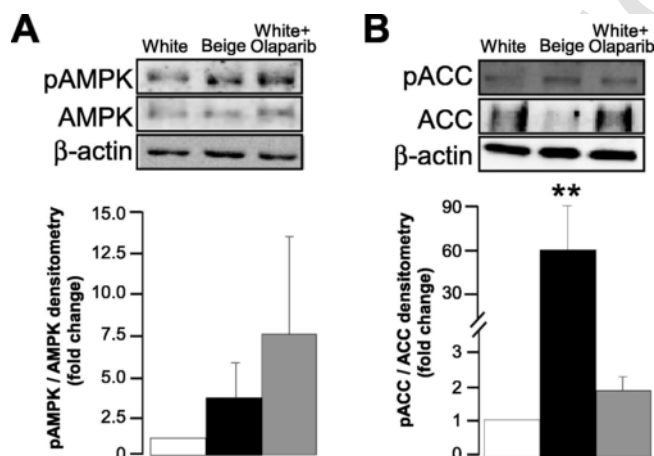 A
White
Beige
White+
Olaparib
pAMPK
AMPK
β-actin
pAMPK / AMPK densitometry
(fold change)
15.0
12.5
10.0
7.5
5.0
2.5
0
B
White
Beige
White+
Olaparib
pACC
ACC
β-actin
**
pACC / ACC densitometry
(fold change)
90
60
30
3
2
1
0